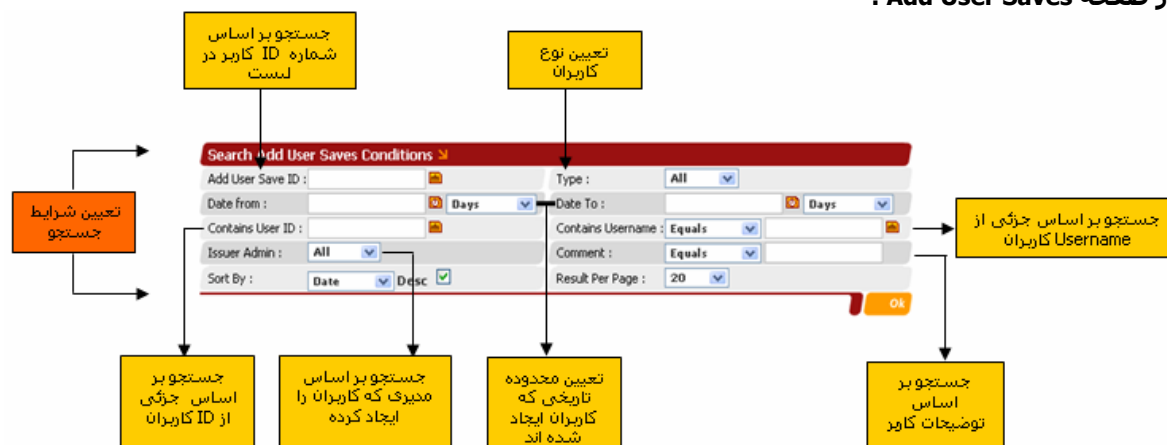 Add User Saves :
جستجو بر اساس
شماره ID کاربر در
لیست
تعیین نوع
کاربران
Search Add User Saves Conditions
Add User Save ID :
Type : All
Date from : Days
Date To : Days
Contains User ID :
Contains Username : Equals
Issuer Admin : All
Comment : Equals
Sort By : Date Desc
Result Per Page : 20
Ok
تعیین شرایط
جستجو
جستجو بر اساس جزئی از
Username کاربران
جستجو بر
اساس جزئی
از ID کاربران
جستجو بر اساس
مدیری که کاربران را
ایجاد کرده
تعیین محدوده
تاریخی که
کاربران ایجاد
شده اند
جستجو بر
اساس
توضیحات کاربر